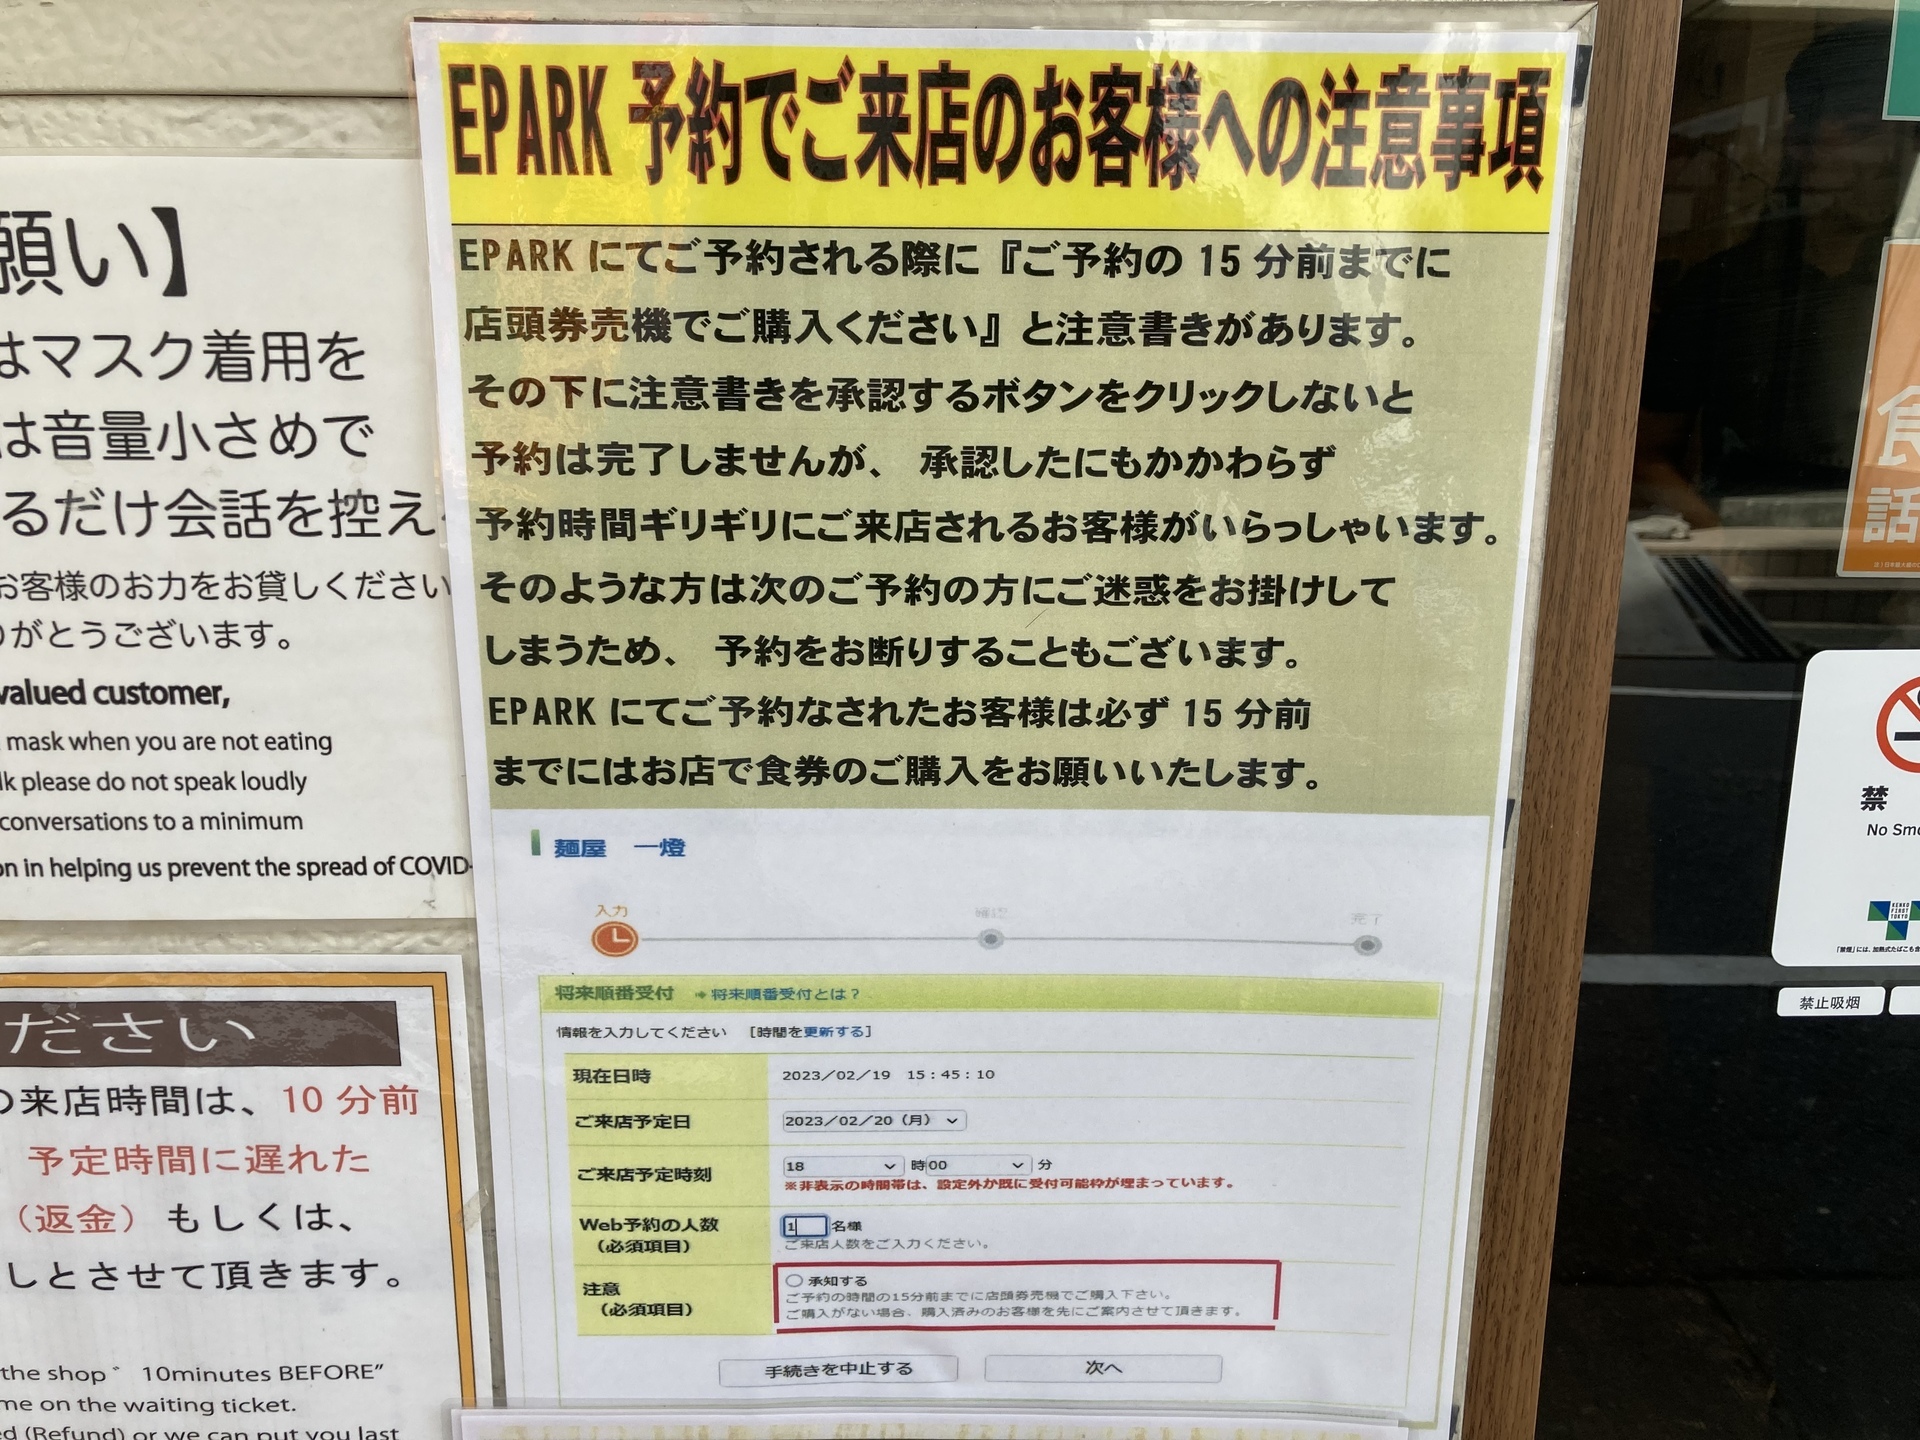 EPARK 予約でご来店のお客様への注意事項
EPARK にてご予約される際に『ご予約の 15 分前までに
店頭券売機でご購入ください』と注意書きがあります。
その下に注意書きを承認するボタンをクリックしないと
予約は完了しませんが、 承認したにもかかわらず
予約時間ギリギリにご来店されるお客様がいらっしゃいます。
そのような方は次のご予約の方にご迷惑をお掛けして
しまうため、 予約をお断りすることもございます。
EPARK にてご予約なされたお客様は必ず 15 分前
までにはお店で食券のご購入をお願いいたします。
麺屋 一燈
入力
完了
将来順番受付 ➡将来順番受付とは?
情報を入力してください [時間を更新する]
現在日時 2023/02/19 15:45:10
ご来店予定日 2023/02/20 (月)
ご来店予定時刻 18 時 00 分
※非表示の時間帯は、設定外か既に受付可能枠が埋まっています。
Web予約の人数 1 名様
(必須項目) ご来店人数をご入力ください。
注意 承知する
(必須項目) ご予約の時間の15分前までに店頭券売機でご購入下さい。
ご購入がない場合、購入済みのお客様を先にご案内させて頂きます。
手続きを中止する 次へ
願い】
はマスク着用を
は音量小さめで
るだけ会話を控え
お客様のお力をお貸しください
りがとうございます。
valued customer,
mask when you are not eating
lk please do not speak loudly
conversations to a minimum
on in helping us prevent the spread of COVID-
ださい
の来店時間は、10 分前
予定時間に遅れた
（返金） もしくは、
しとさせて頂きます。
the shop ゛ 10minutes BEFORE”
me on the waiting ticket.
ed (Refund) or we can put you last
食
話
禁
No Smo
KENKO
FIRST
TOKYO
禁止吸烟